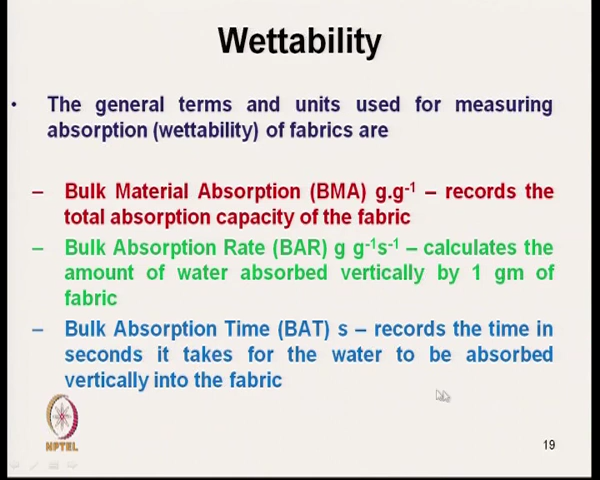 Wettability
• The general terms and units used for measuring
absorption (wettability) of fabrics are
– Bulk Material Absorption (BMA) g.g⁻¹ – records the
total absorption capacity of the fabric
– Bulk Absorption Rate (BAR) g g⁻¹s⁻¹ – calculates the
amount of water absorbed vertically by 1 gm of
fabric
– Bulk Absorption Time (BAT) s – records the time in
seconds it takes for the water to be absorbed
vertically into the fabric
NPTEL
19